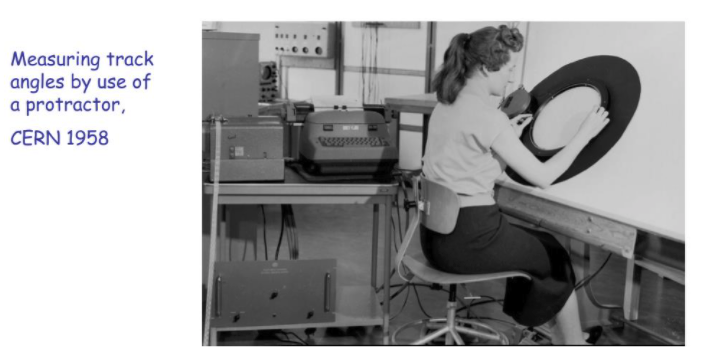 Measuring track
angles by use of
a protractor,
CERN 1958